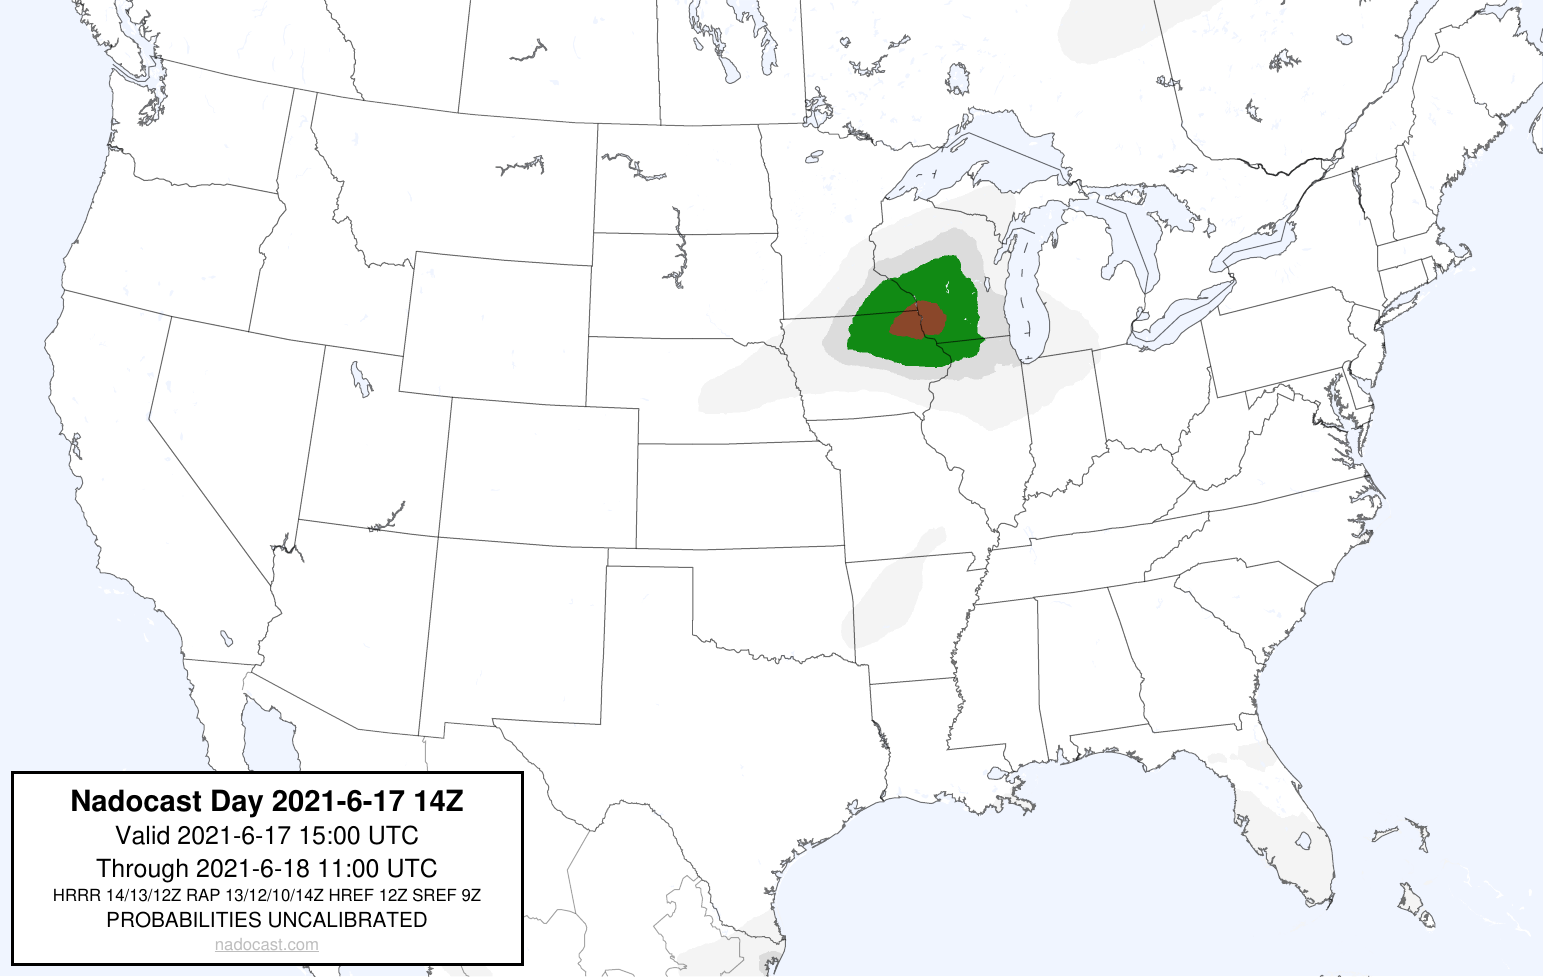 Nadocast Day 2021-6-17 14Z
Valid 2021-6-17 15:00 UTC
Through 2021-6-18 11:00 UTC
HRRR 14/13/12Z RAP 13/12/10/14Z HREF 12Z SREF 9Z
PROBABILITIES UNCALIBRATED
nadocast.com